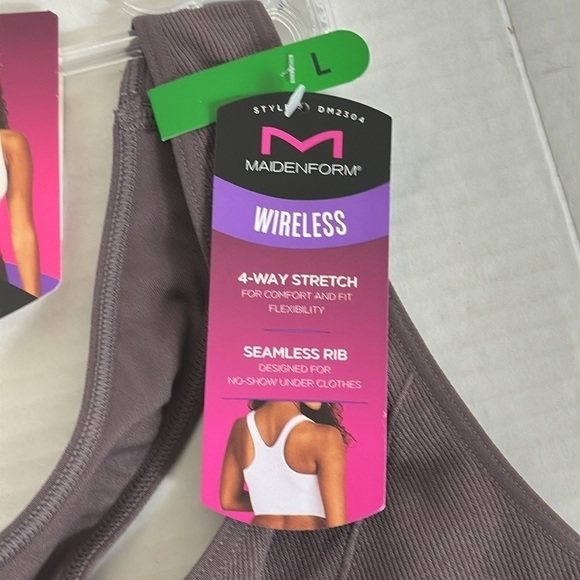 L
STYLE DM2304
M
MAIDENFORM®
WIRELESS
4-WAY STRETCH
FOR COMFORT AND FIT
FLEXIBILITY
SEAMLESS RIB
DESIGNED FOR
NO-SHOW UNDER CLOTHES